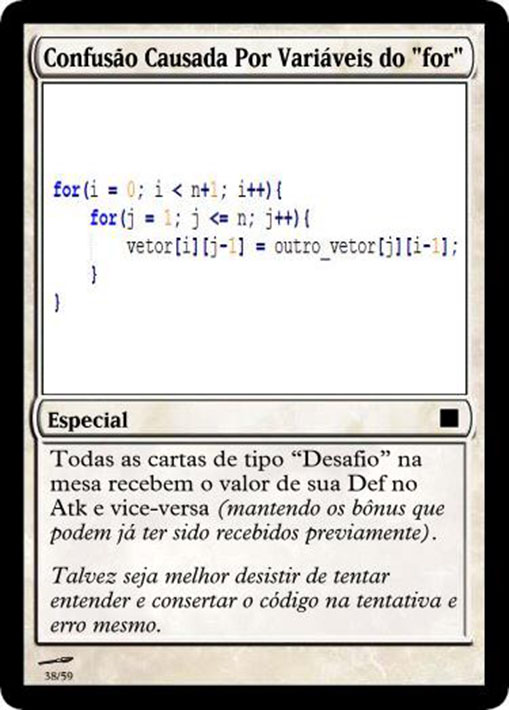 Confusão Causada Por Variáveis do "for"
for(i = 0; i < n+1; i++){
for(j = 1; j <= n; j++){
vetor[i][j-1] = outro_vetor[j][i-1];
}
}
Especial
Todas as cartas de tipo “Desafio” na
mesa recebem o valor de sua Def no
Atk e vice-versa (mantendo os bônus que
podem já ter sido recebidos previamente).
Talvez seja melhor desistir de tentar
entender e consertar o código na tentativa e
erro mesmo.
38/59